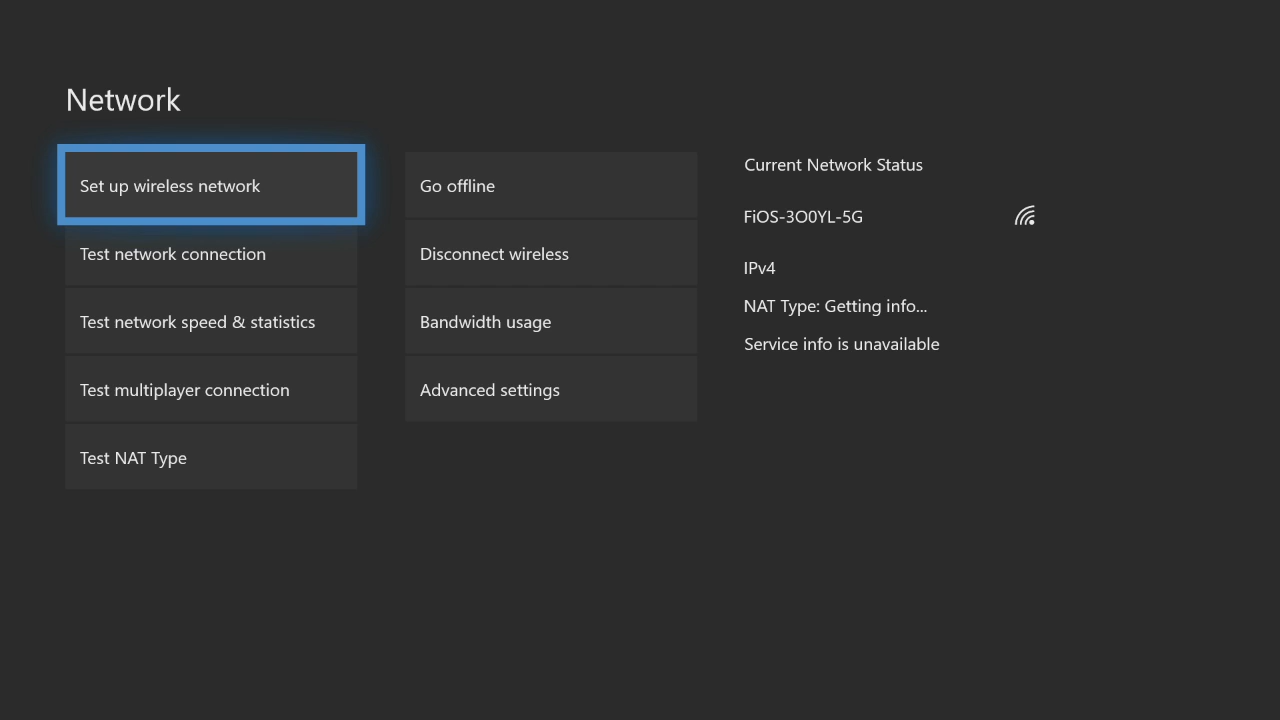 Network
Set up wireless network
Test network connection
Test network speed & statistics
Test multiplayer connection
Test NAT Type
Go offline
Disconnect wireless
Bandwidth usage
Advanced settings
Current Network Status
FiOS-3O0YL-5G
IPv4
NAT Type: Getting info...
Service info is unavailable